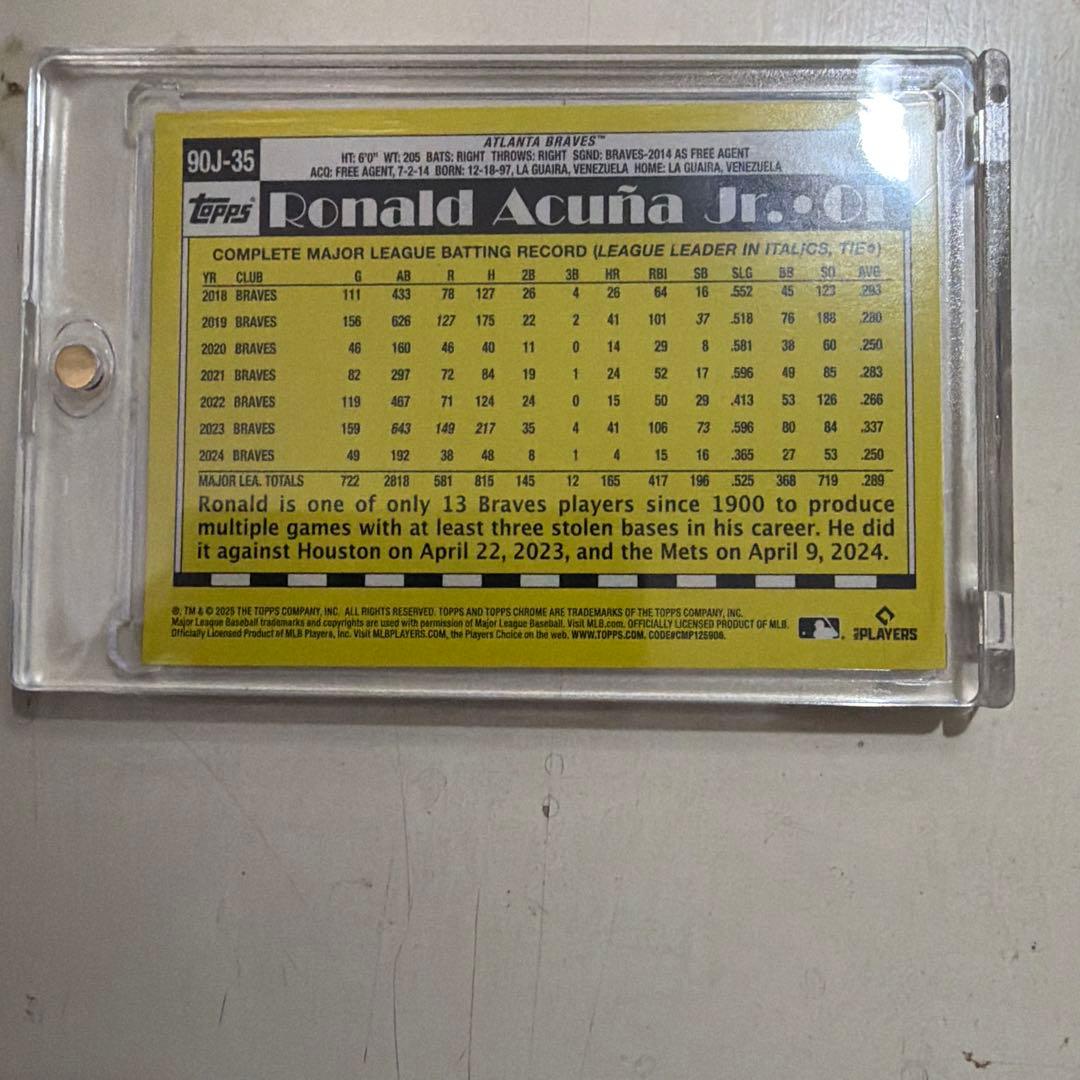 90J-35
ATLANTA BRAVES™
HT: 6'0" WT: 205 BATS: RIGHT THROWS: RIGHT SGND: BRAVES-2014 AS FREE AGENT
ACQ: FREE AGENT, 7-2-14 BORN: 12-18-97, LA GUAIRA, VENEZUELA HOME: LA GUAIRA, VENEZUELA
Topps® Ronald Acuña Jr. • OF
COMPLETE MAJOR LEAGUE BATTING RECORD (LEAGUE LEADER IN ITALICS, TIE•)
YR CLUB G AB R H 2B 3B HR RBI SB SLG BB SO AVG
2018 BRAVES 111 433 78 127 26 4 26 64 16 .552 45 123 .293
2019 BRAVES 156 626 127 175 22 2 41 101 37 .518 76 188 .280
2020 BRAVES 46 160 46 40 11 0 14 29 8 .581 38 60 .250
2021 BRAVES 82 297 72 84 19 1 24 52 17 .596 49 85 .283
2022 BRAVES 119 467 71 124 24 0 15 50 29 .413 53 126 .266
2023 BRAVES 159 643 149 217 35 4 41 106 73 .596 80 84 .337
2024 BRAVES 49 192 38 48 8 1 4 15 16 .365 27 53 .250
MAJOR LEA. TOTALS 722 2818 581 815 145 12 165 417 196 .525 368 719 .289
Ronald is one of only 13 Braves players since 1900 to produce
multiple games with at least three stolen bases in his career. He did
it against Houston on April 22, 2023, and the Mets on April 9, 2024.
®, TM & © 2025 THE TOPPS COMPANY, INC. ALL RIGHTS RESERVED. TOPPS AND TOPPS CHROME ARE TRADEMARKS OF THE TOPPS COMPANY, INC.
Major League Baseball trademarks and copyrights are used with permission of Major League Baseball. Visit MLB.com. OFFICIALLY LICENSED PRODUCT OF MLB.
Officially Licensed Product of MLB Players, Inc. Visit MLBPLAYERS.COM, the Players Choice on the web. WWW.TOPPS.COM. CODE#CMP125906.
MLB PLAYERS